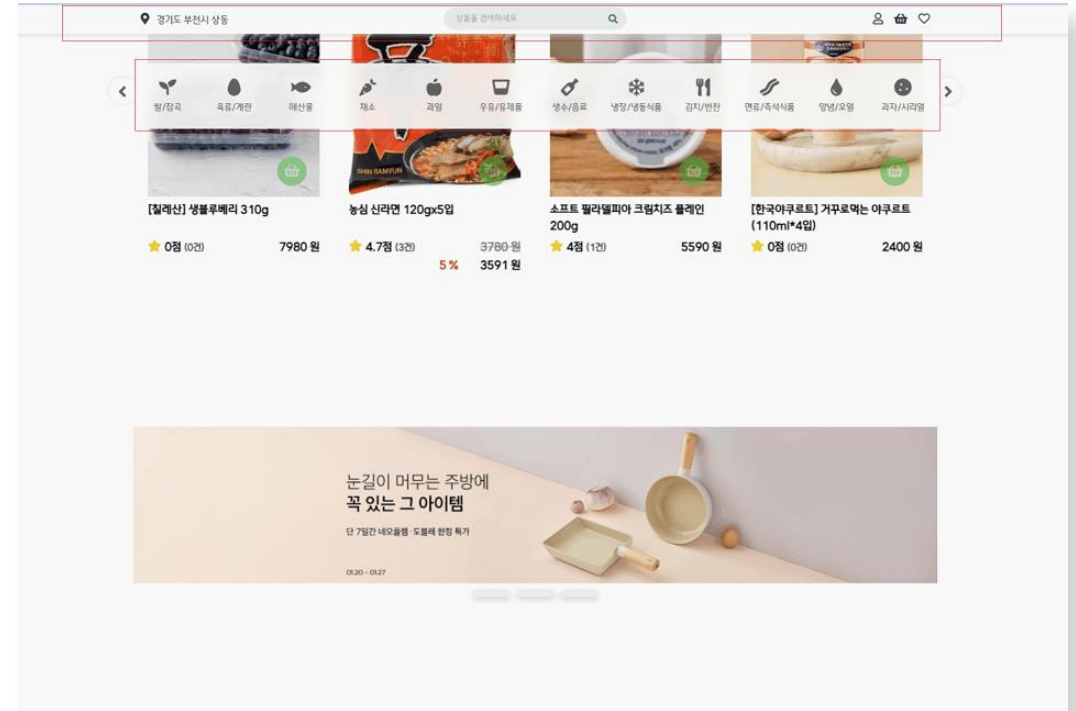 경기도 부천시 상동
상품을 검색하세요
쌀/잡곡
육류/계란
해산물
채소
과일
우유/유제품
생수/음료
냉장/냉동식품
김치/반찬
면류/즉석식품
양념/오일
과자/시리얼
SHIN RAMYUN
[칠레산] 생블루베리 310g
0점 (0건)
7980 원
농심 신라면 120gx5입
4.7점 (3건)
3780 원
5 %
3591 원
소프트 필라델피아 크림치즈 플레인
200g
4점 (1건)
5590 원
[한국야쿠르트] 거꾸로먹는 야쿠르트
(110ml*4입)
0점 (0건)
2400 원
눈길이 머무는 주방에
꼭 있는 그 아이템
단 7일간 네오플램 · 도블레 한정 특가
01.20 - 01.27